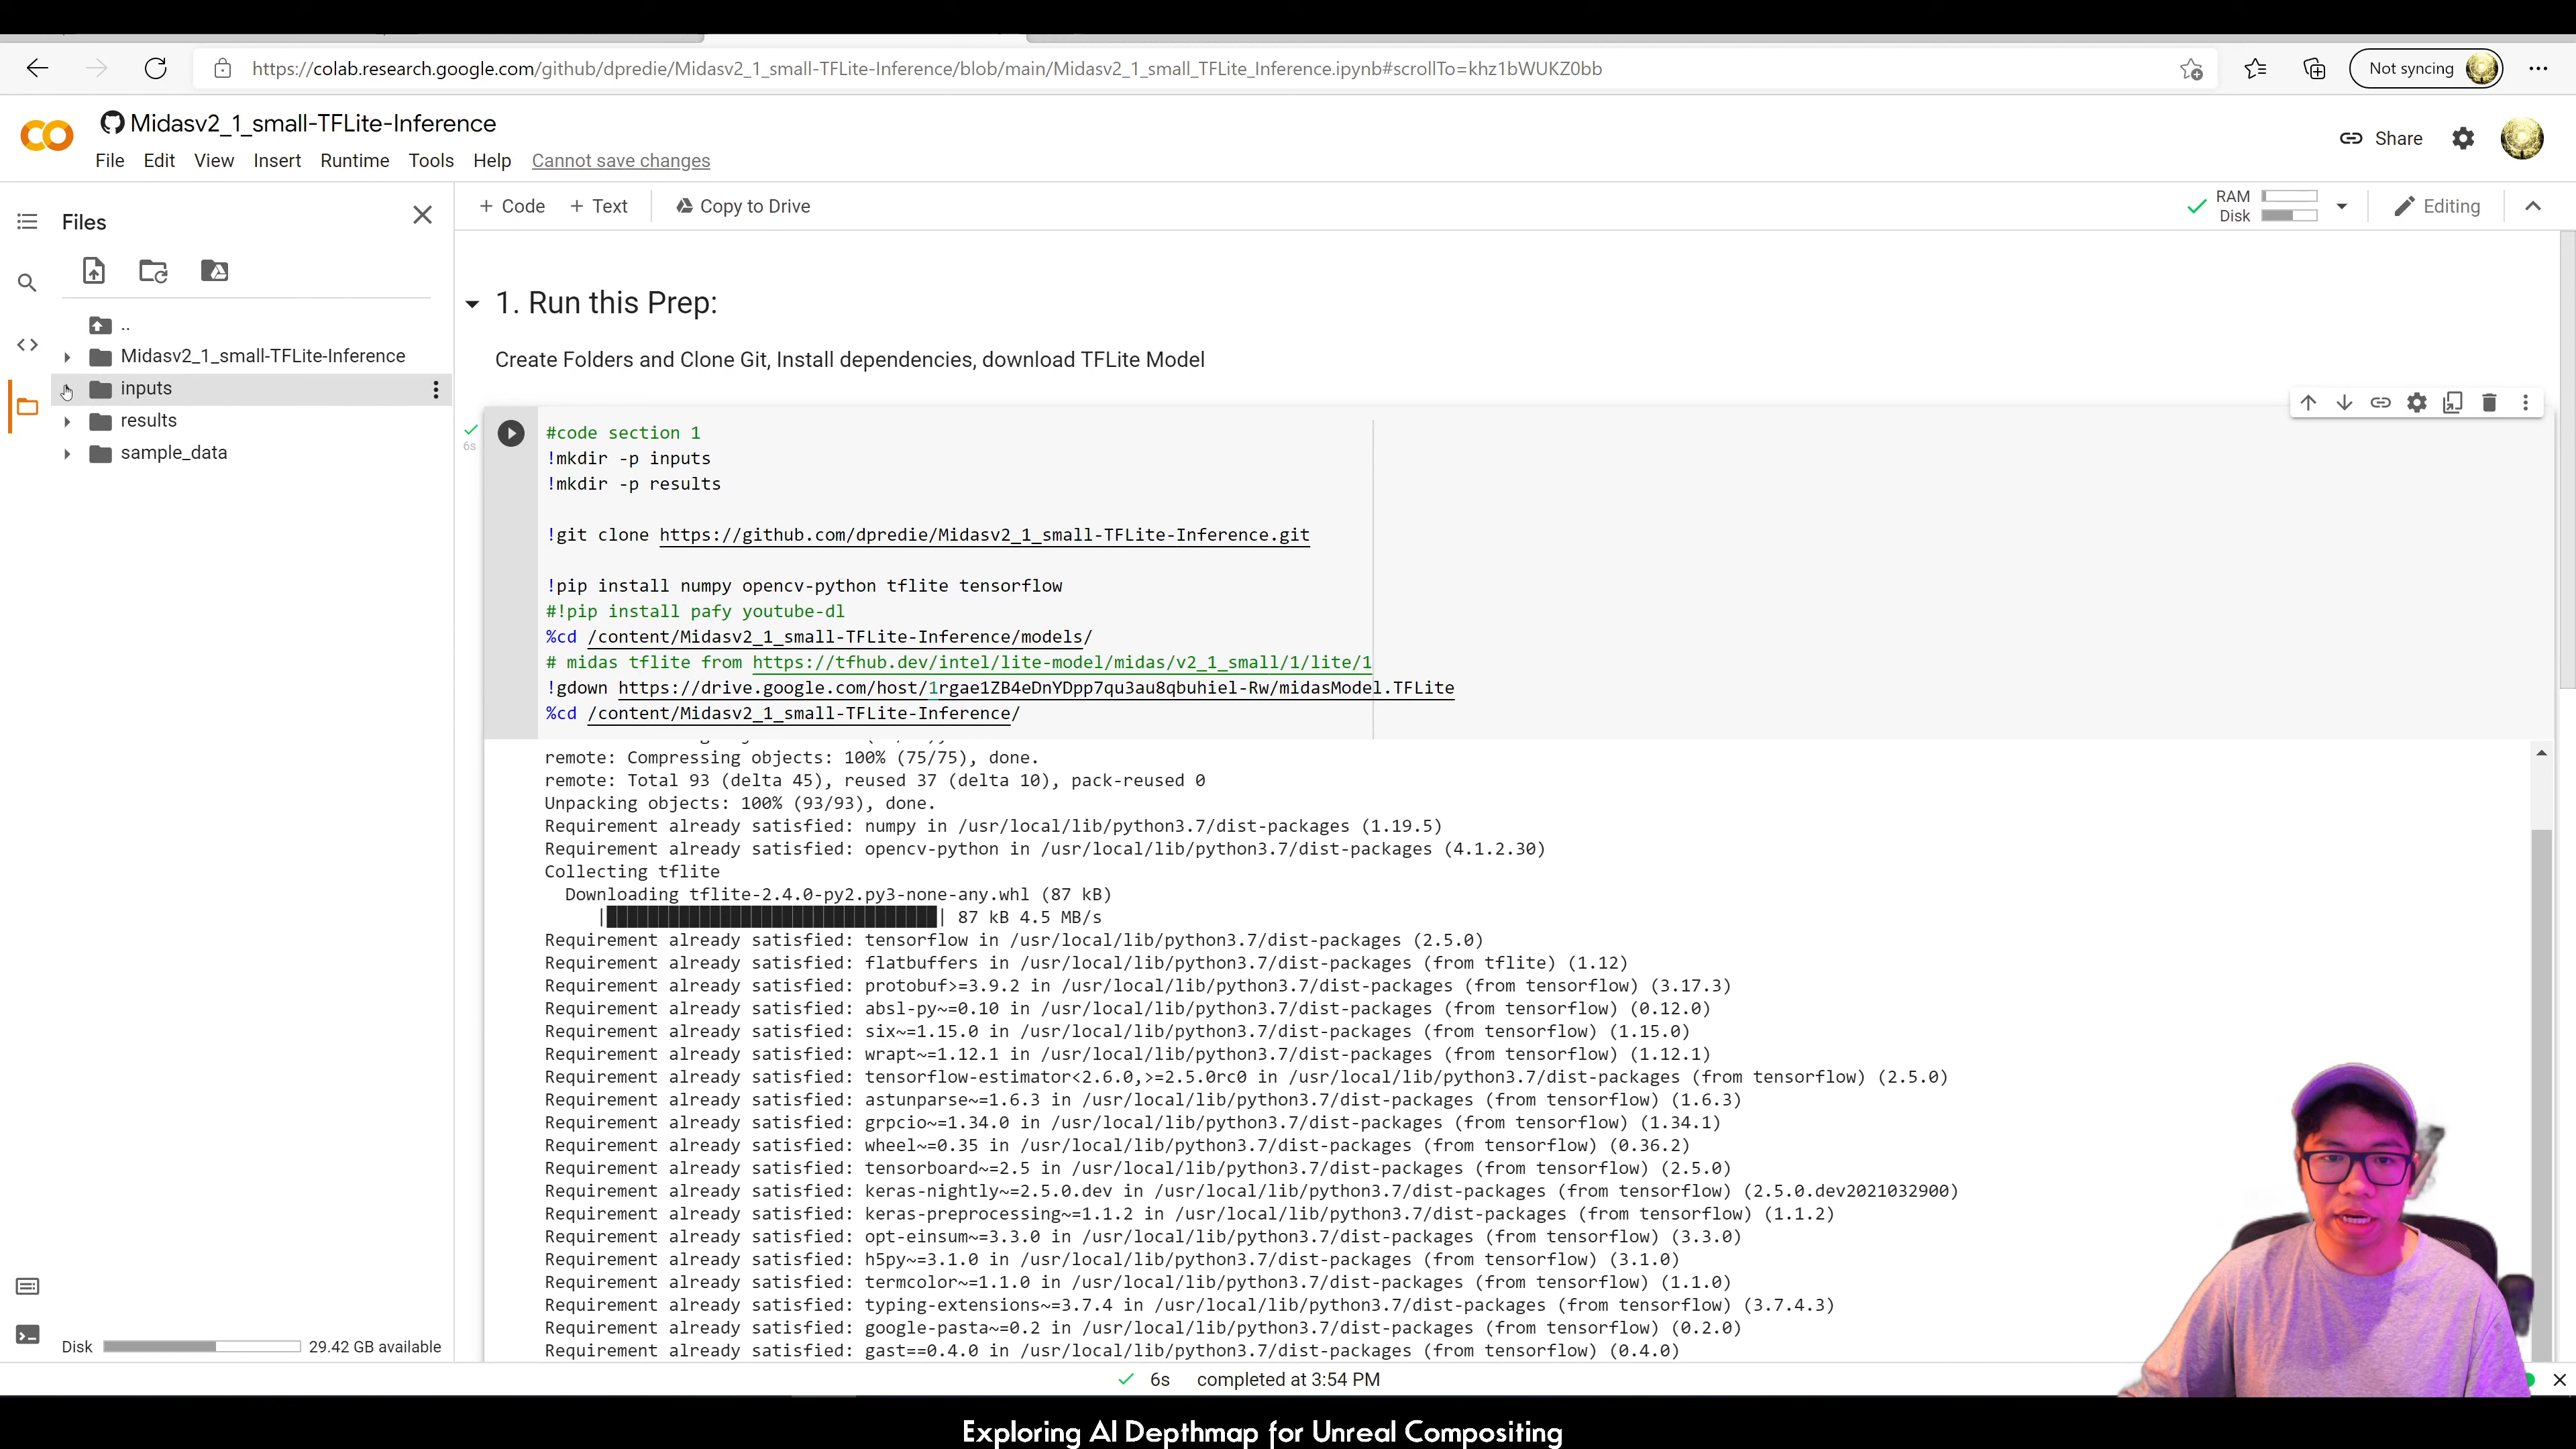 https://colab.research.google.com/github/dpredie/Midasv2_1_small-TFLite-Inference/blob/main/Midasv2_1_small_TFLite_Inference.ipynb#scrollTo=khz1bWUKZ0bb
Not syncing
Midasv2_1_small-TFLite-Inference
File Edit View Insert Runtime Tools Help Cannot save changes
Share
Files
+ Code + Text Copy to Drive
RAM
Disk
Editing
..
Midasv2_1_small-TFLite-Inference
inputs
results
sample_data
1. Run this Prep:
Create Folders and Clone Git, Install dependencies, download TFLite Model
6s
#code section 1
!mkdir -p inputs
!mkdir -p results
!git clone https://github.com/dpredie/Midasv2_1_small-TFLite-Inference.git
!pip install numpy opencv-python tflite tensorflow
#!pip install pafy youtube-dl
%cd /content/Midasv2_1_small-TFLite-Inference/models/
# midas tflite from https://tfhub.dev/intel/lite-model/midas/v2_1_small/1/lite/1
!gdown https://drive.google.com/host/1rgae1ZB4eDnYDpp7qu3au8qbuhiel-Rw/midasModel.TFLite
%cd /content/Midasv2_1_small-TFLite-Inference/
remote: Compressing objects: 100% (75/75), done.
remote: Total 93 (delta 45), reused 37 (delta 10), pack-reused 0
Unpacking objects: 100% (93/93), done.
Requirement already satisfied: numpy in /usr/local/lib/python3.7/dist-packages (1.19.5)
Requirement already satisfied: opencv-python in /usr/local/lib/python3.7/dist-packages (4.1.2.30)
Collecting tflite
Downloading tflite-2.4.0-py2.py3-none-any.whl (87 kB)
|████████████████████████████████| 87 kB 4.5 MB/s
Requirement already satisfied: tensorflow in /usr/local/lib/python3.7/dist-packages (2.5.0)
Requirement already satisfied: flatbuffers in /usr/local/lib/python3.7/dist-packages (from tflite) (1.12)
Requirement already satisfied: protobuf>=3.9.2 in /usr/local/lib/python3.7/dist-packages (from tensorflow) (3.17.3)
Requirement already satisfied: absl-py~=0.10 in /usr/local/lib/python3.7/dist-packages (from tensorflow) (0.12.0)
Requirement already satisfied: six~=1.15.0 in /usr/local/lib/python3.7/dist-packages (from tensorflow) (1.15.0)
Requirement already satisfied: wrapt~=1.12.1 in /usr/local/lib/python3.7/dist-packages (from tensorflow) (1.12.1)
Requirement already satisfied: tensorflow-estimator<2.6.0,>=2.5.0rc0 in /usr/local/lib/python3.7/dist-packages (from tensorflow) (2.5.0)
Requirement already satisfied: astunparse~=1.6.3 in /usr/local/lib/python3.7/dist-packages (from tensorflow) (1.6.3)
Requirement already satisfied: grpcio~=1.34.0 in /usr/local/lib/python3.7/dist-packages (from tensorflow) (1.34.1)
Requirement already satisfied: wheel~=0.35 in /usr/local/lib/python3.7/dist-packages (from tensorflow) (0.36.2)
Requirement already satisfied: tensorboard~=2.5 in /usr/local/lib/python3.7/dist-packages (from tensorflow) (2.5.0)
Requirement already satisfied: keras-nightly~=2.5.0.dev in /usr/local/lib/python3.7/dist-packages (from tensorflow) (2.5.0.dev2021032900)
Requirement already satisfied: keras-preprocessing~=1.1.2 in /usr/local/lib/python3.7/dist-packages (from tensorflow) (1.1.2)
Requirement already satisfied: opt-einsum~=3.3.0 in /usr/local/lib/python3.7/dist-packages (from tensorflow) (3.3.0)
Requirement already satisfied: h5py~=3.1.0 in /usr/local/lib/python3.7/dist-packages (from tensorflow) (3.1.0)
Requirement already satisfied: termcolor~=1.1.0 in /usr/local/lib/python3.7/dist-packages (from tensorflow) (1.1.0)
Requirement already satisfied: typing-extensions~=3.7.4 in /usr/local/lib/python3.7/dist-packages (from tensorflow) (3.7.4.3)
Requirement already satisfied: google-pasta~=0.2 in /usr/local/lib/python3.7/dist-packages (from tensorflow) (0.2.0)
Requirement already satisfied: gast==0.4.0 in /usr/local/lib/python3.7/dist-packages (from tensorflow) (0.4.0)
Disk 29.42 GB available
6s completed at 3:54 PM
Exploring AI Depthmap for Unreal Compositing